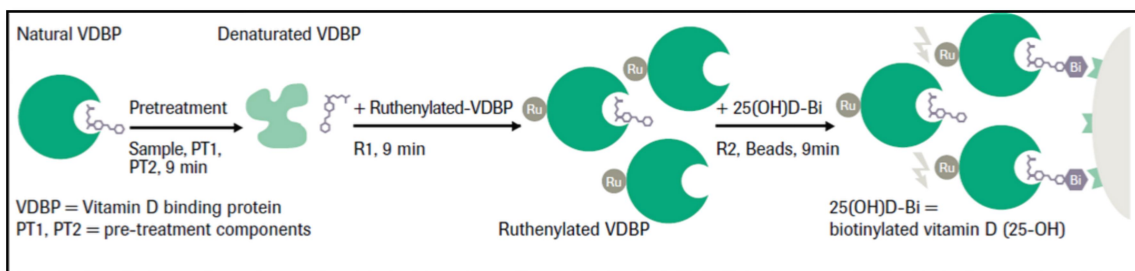 Natural VDBP
Denaturated VDBP
Pretreatment
Sample, PT1,
PT2, 9 min
+ Ruthenylated-VDBP
R1, 9 min
Ru
Ru
Ru
+ 25(OH)D-Bi
R2, Beads, 9min
Ru
Bi
Ru
Ru
Bi
VDBP = Vitamin D binding protein
PT1, PT2 = pre-treatment components
Ruthenylated VDBP
25(OH)D-Bi =
biotinylated vitamin D (25-OH)